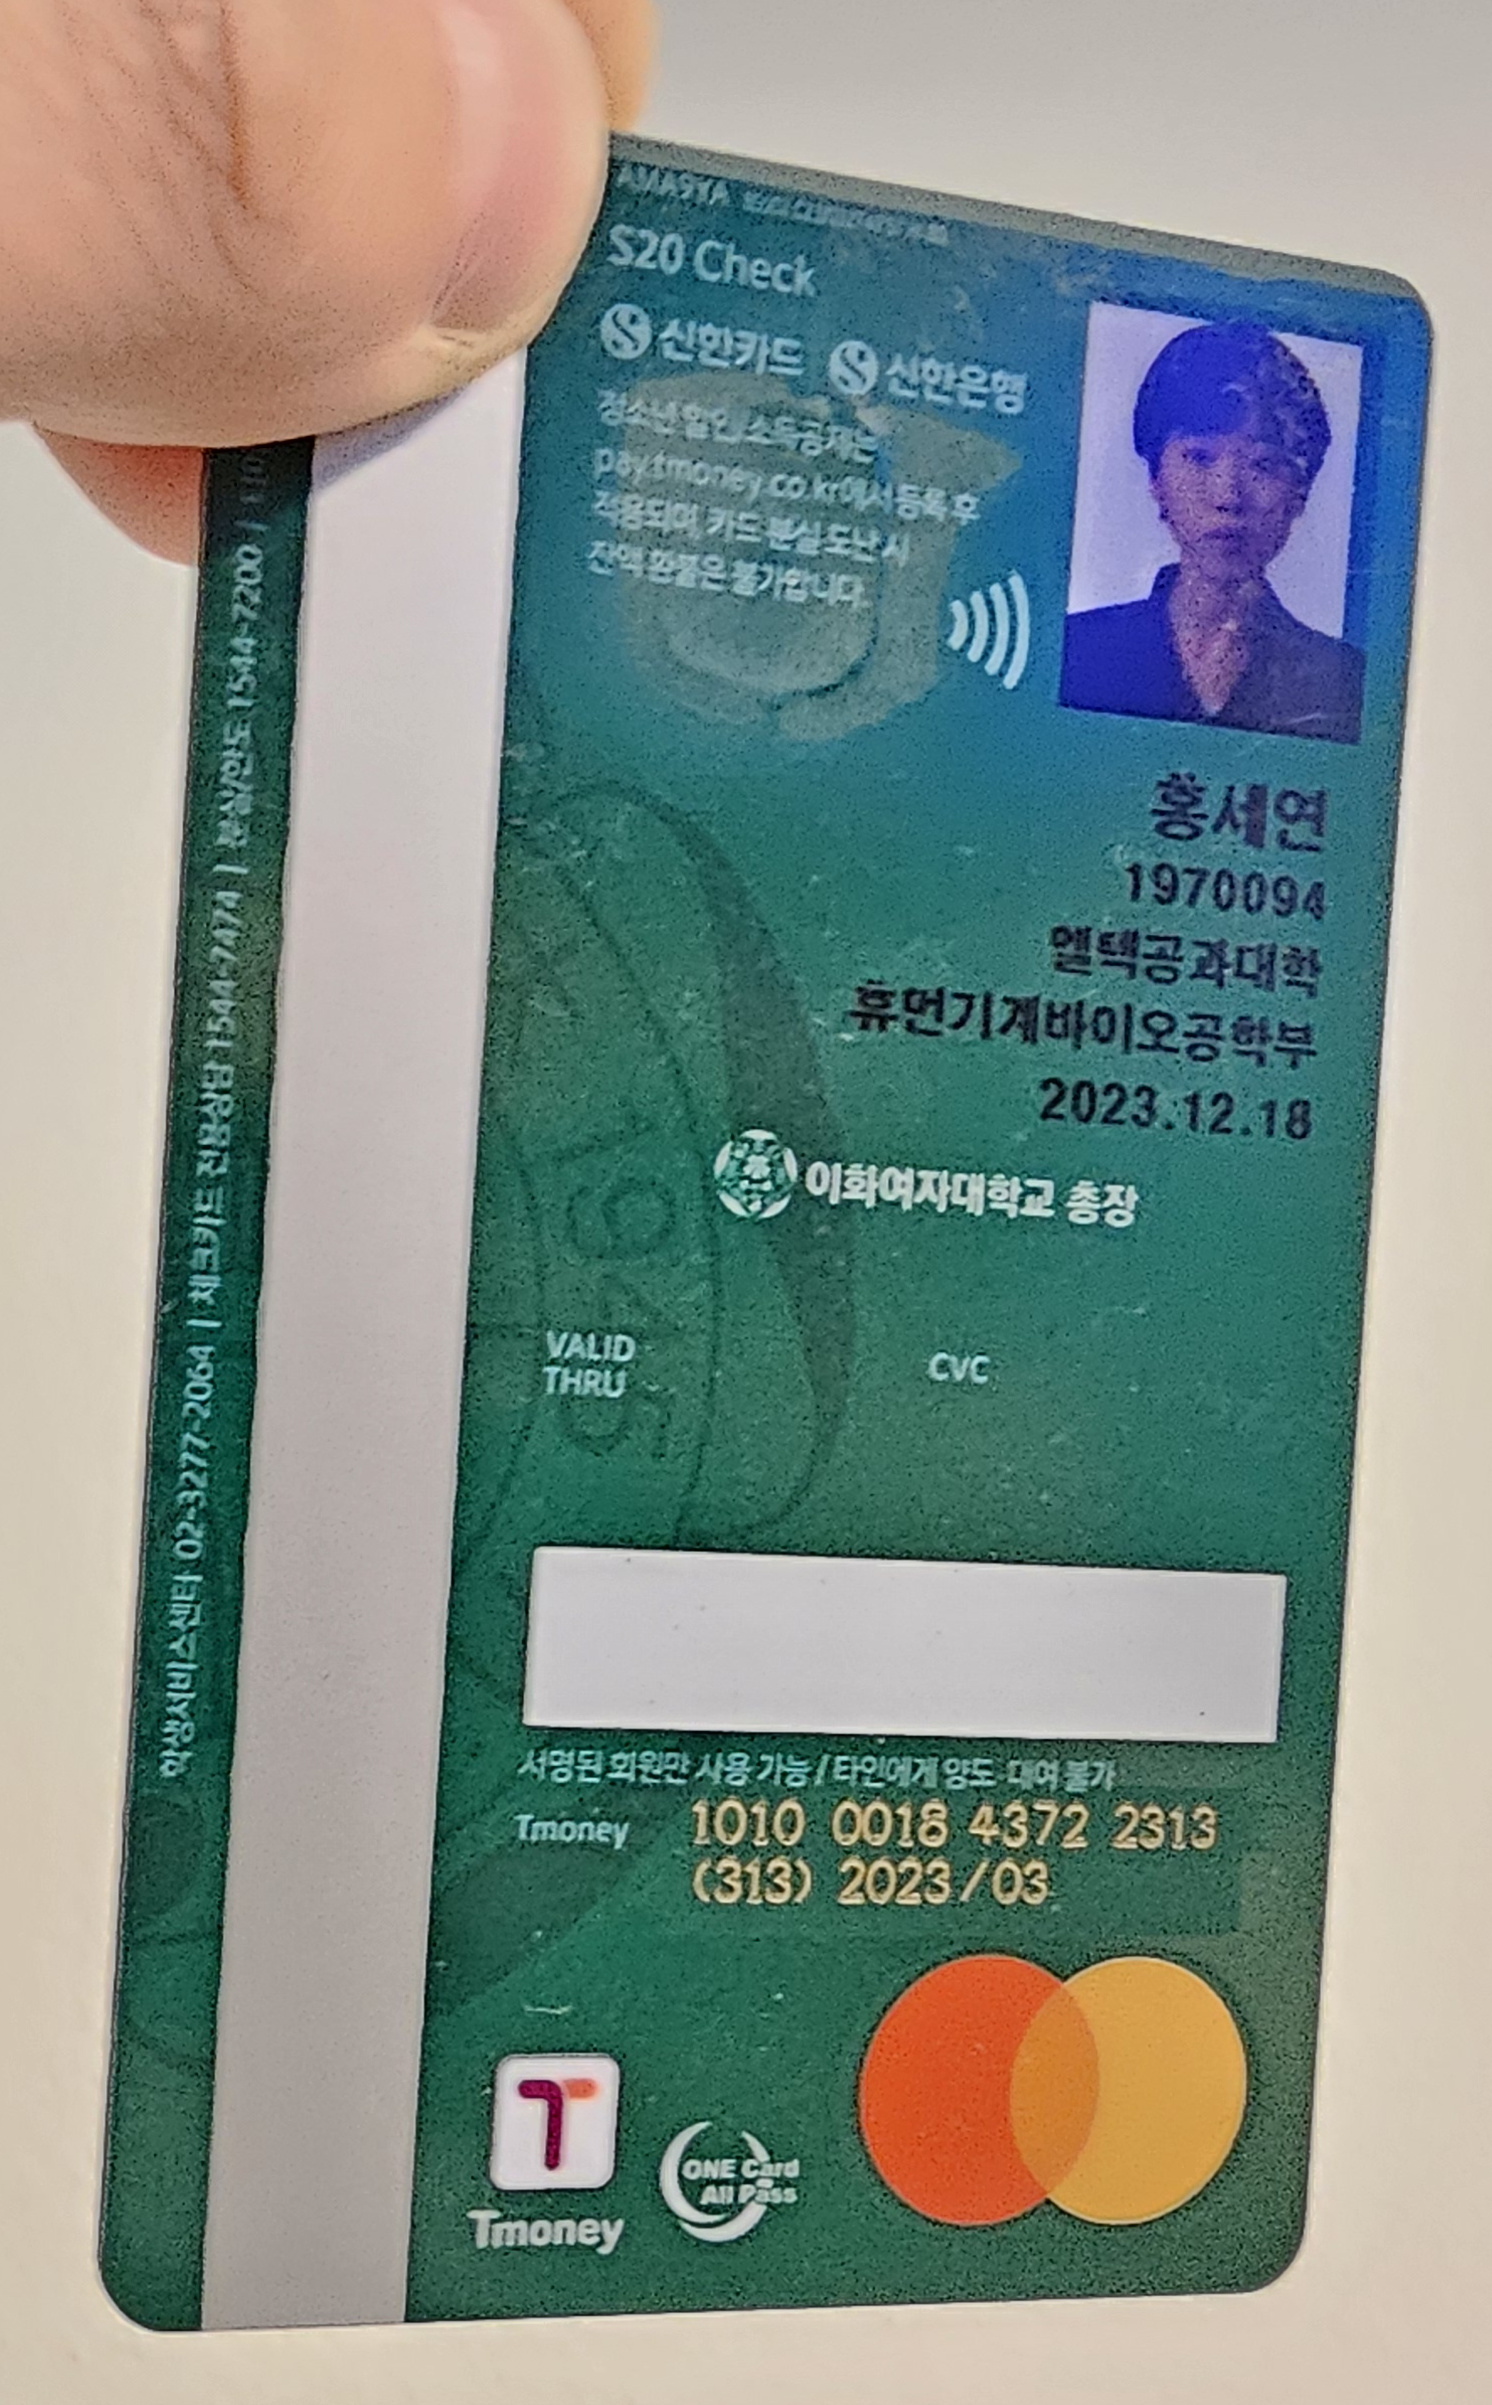 S20 Check
신한카드 신한은행
청소년 할인, 소득공제는
pay.tmoney.co.kr에서 등록 후
적용되며, 카드 분실 도난 시
잔액 환불은 불가합니다.
홍세연
1970094
엘텍공과대학
휴먼기계바이오공학부
2023.12.18
이화여자대학교 총장
VALID
THRU
CVC
1945
서명된 회원만 사용 가능 / 타인에게 양도 대여 불가
Tmoney 1010 0018 4372 2313
(313) 2023/03
Tmoney
ONE Card
All Pass
학생서비스센터 02-3277-2064 | 체크카드 전용상담 1544-7474 | 분실/한도 1544-7200 |